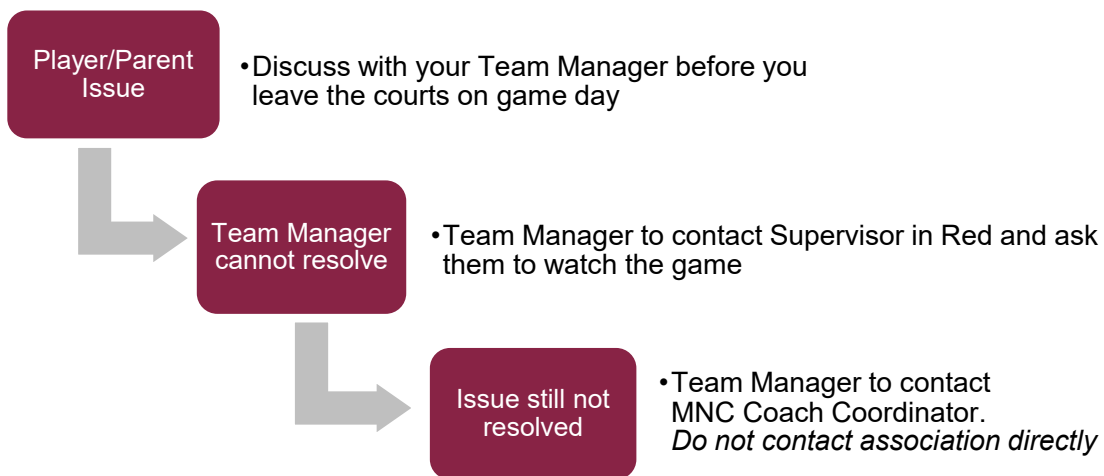 Player/Parent
Issue
•Discuss with your Team Manager before you
leave the courts on game day
Team Manager
cannot resolve
•Team Manager to contact Supervisor in Red and ask
them to watch the game
Issue still not
resolved
•Team Manager to contact
MNC Coach Coordinator.
Do not contact association directly